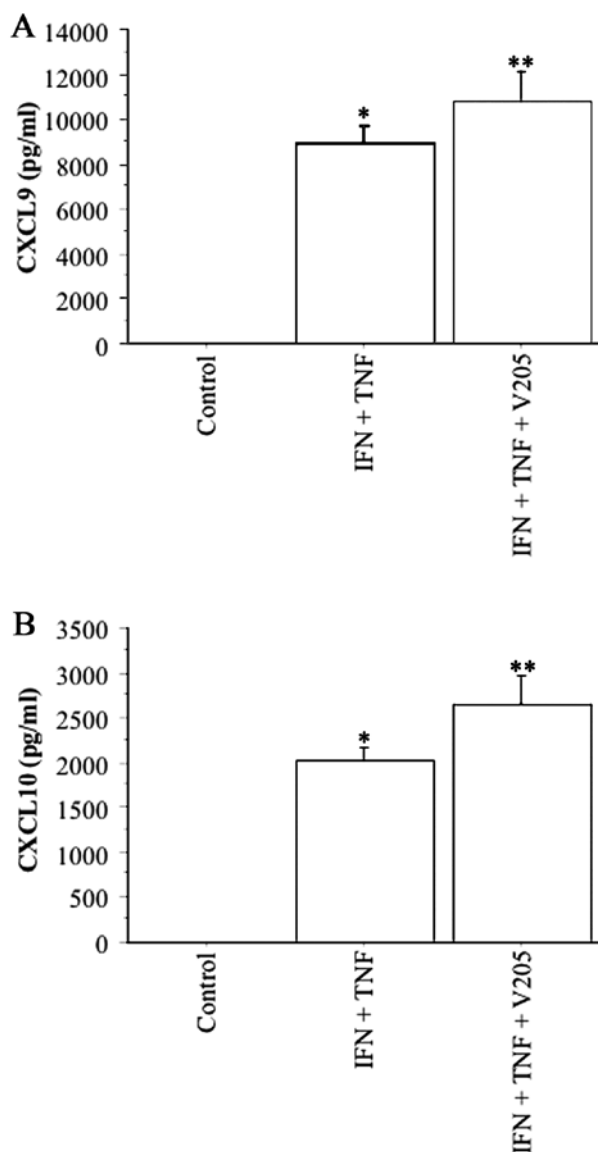 A
CXCL9 (pg/ml)
14000
12000
10000
8000
6000
4000
2000
0
*
**
Control
IFN + TNF
IFN + TNF + V205
B
CXCL10 (pg/ml)
3500
3000
2500
2000
1500
1000
500
0
*
**
Control
IFN + TNF
IFN + TNF + V205